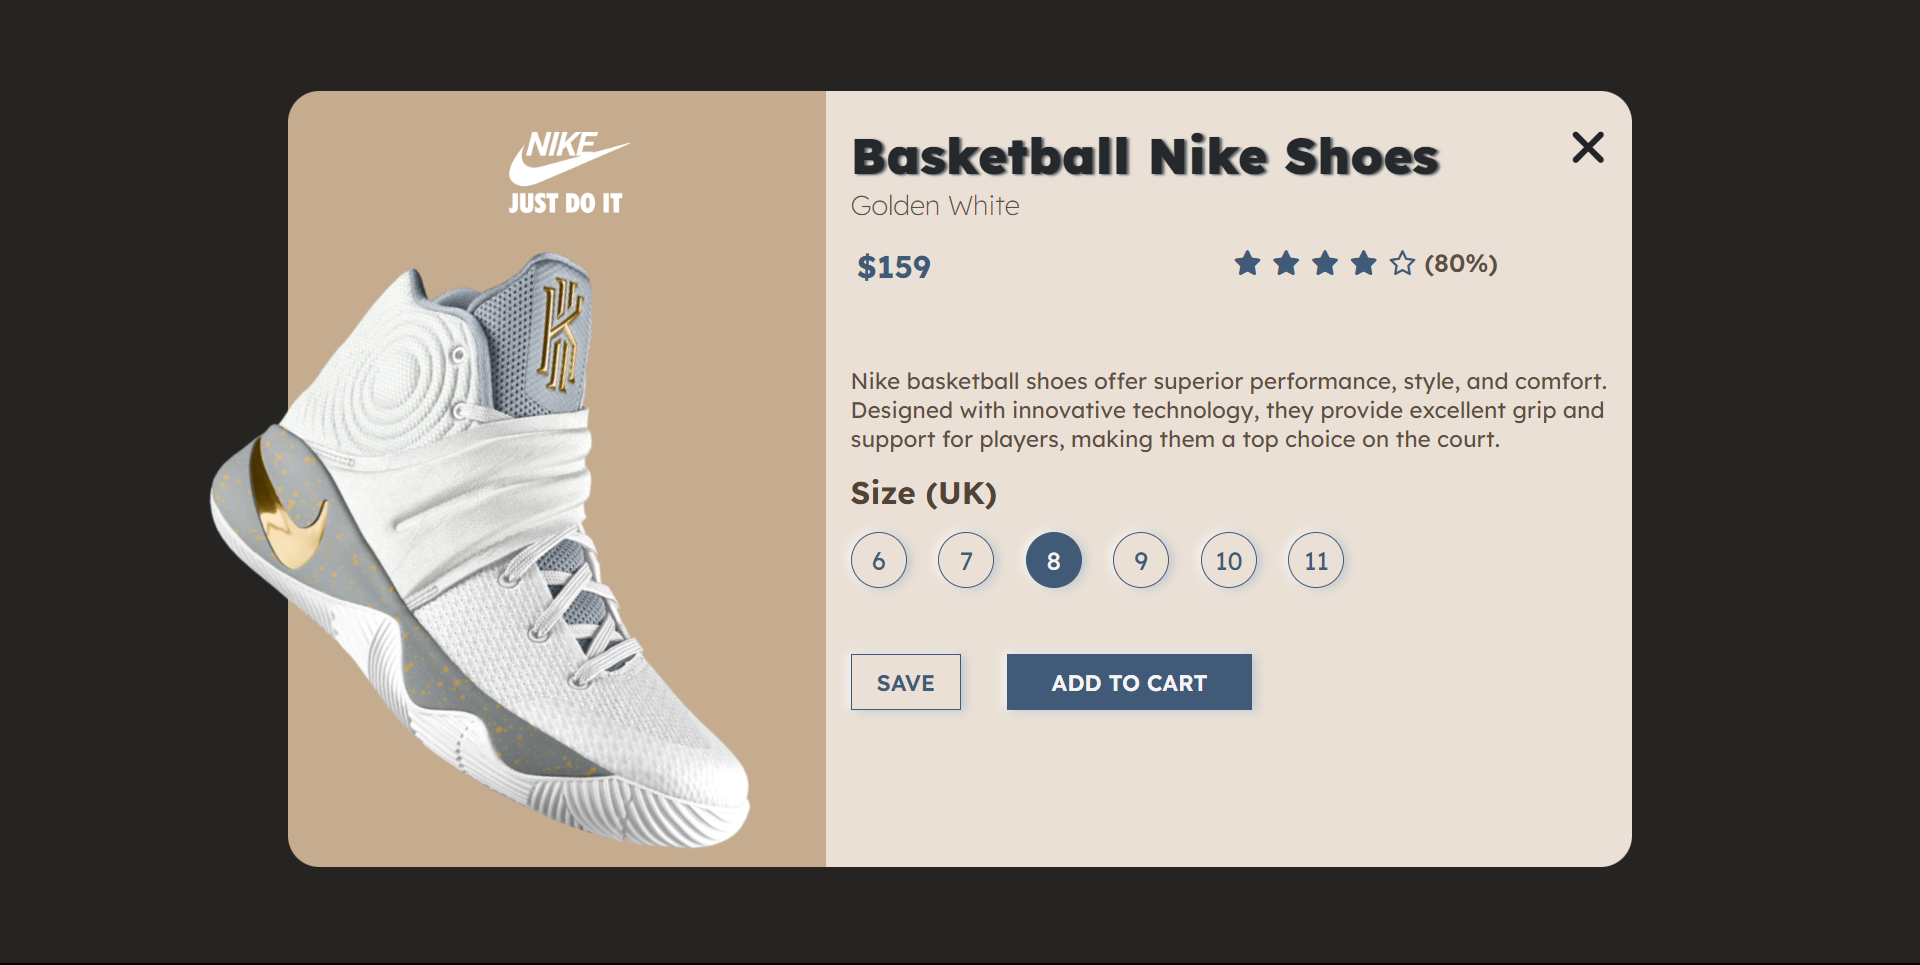 NIKE
JUST DO IT
Basketball Nike Shoes
Golden White
$159
(80%)
Nike basketball shoes offer superior performance, style, and comfort.
Designed with innovative technology, they provide excellent grip and
support for players, making them a top choice on the court.
Size (UK)
6 7 8 9 10 11
SAVE ADD TO CART